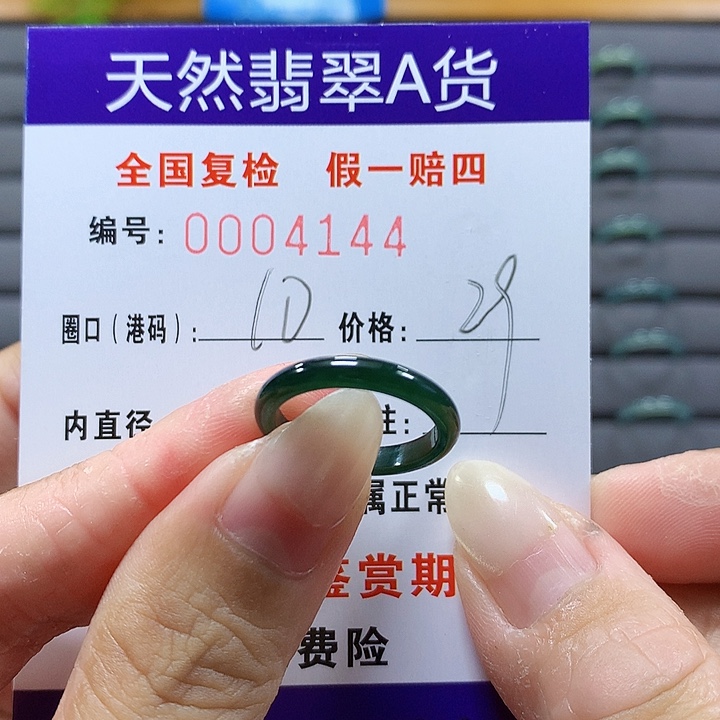 天然翡翠A货
全国复检 假一赔四
编号: 0004144
圈口(港码): 10 价格: 29
内直径
属正常
鉴赏期
费险